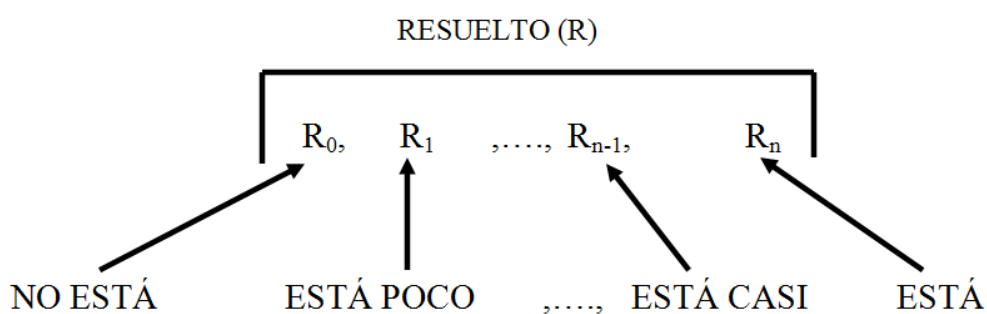 RESUELTO (R)
R₀, R₁ ,…., Rₙ₋₁, Rₙ
NO ESTÁ ESTÁ POCO ,…., ESTÁ CASI ESTÁ